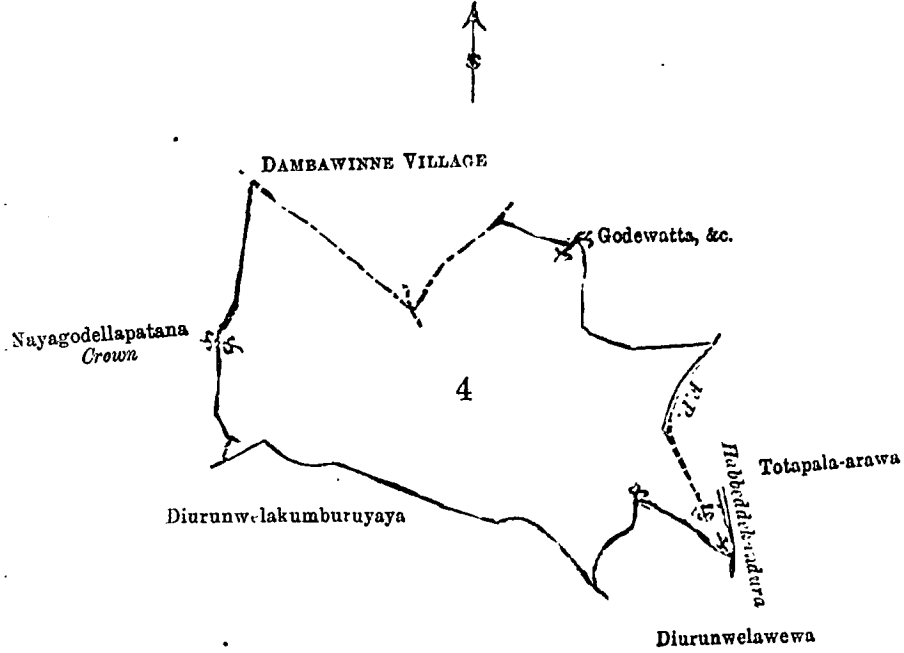 DAMBAWINNE VILLAGE
Godewatta, &c.
Nayagodellapatana
Crown
4
F.P.
Totapala-arawa
Diurunwelakumburuyaya
Diurunwelawewa